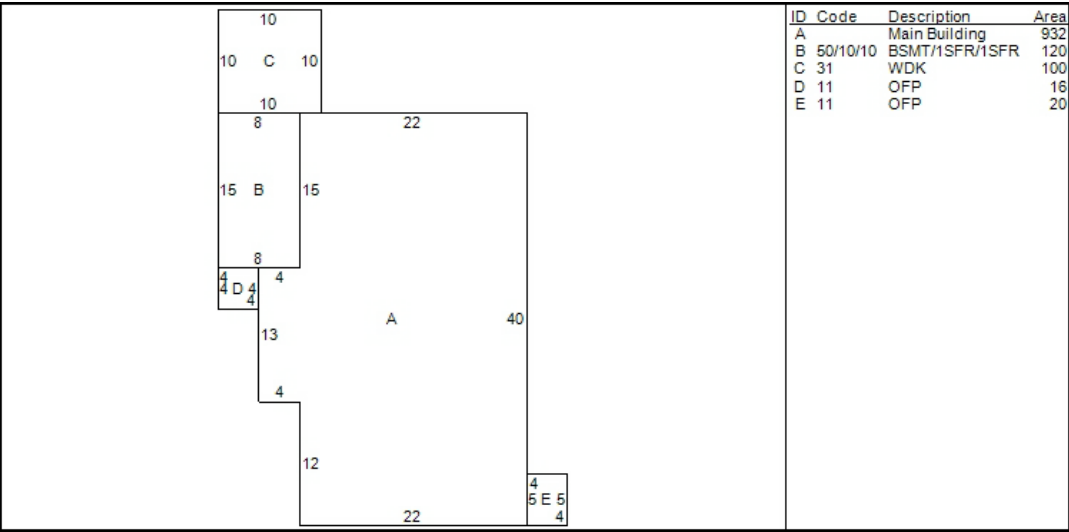 10
10 C 10
10
8 22
15 B 15
8
4 4
4 D 4
4
A 40
13
4
12
4
5 E 5
22 4
ID Code Description Area
A Main Building 932
B 50/10/10 BSMT/1SFR/1SFR 120
C 31 WDK 100
D 11 OFP 16
E 11 OFP 20